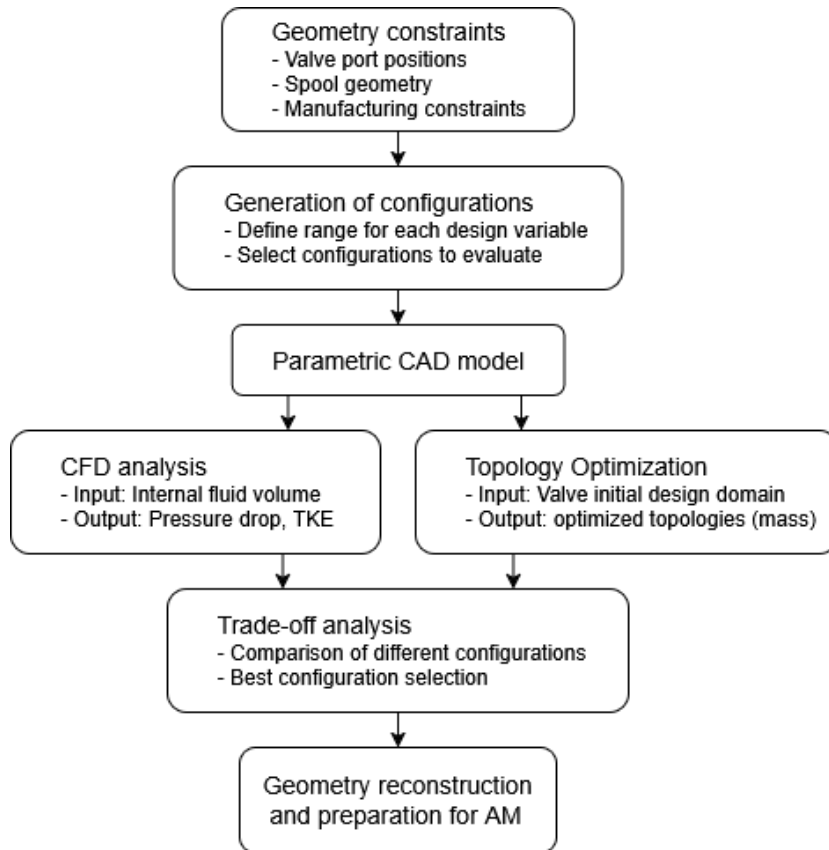 Geometry constraints
- Valve port positions
- Spool geometry
- Manufacturing constraints
Generation of configurations
- Define range for each design variable
- Select configurations to evaluate
Parametric CAD model
CFD analysis
- Input: Internal fluid volume
- Output: Pressure drop, TKE
Topology Optimization
- Input: Valve initial design domain
- Output: optimized topologies (mass)
Trade-off analysis
- Comparison of different configurations
- Best configuration selection
Geometry reconstruction
and preparation for AM